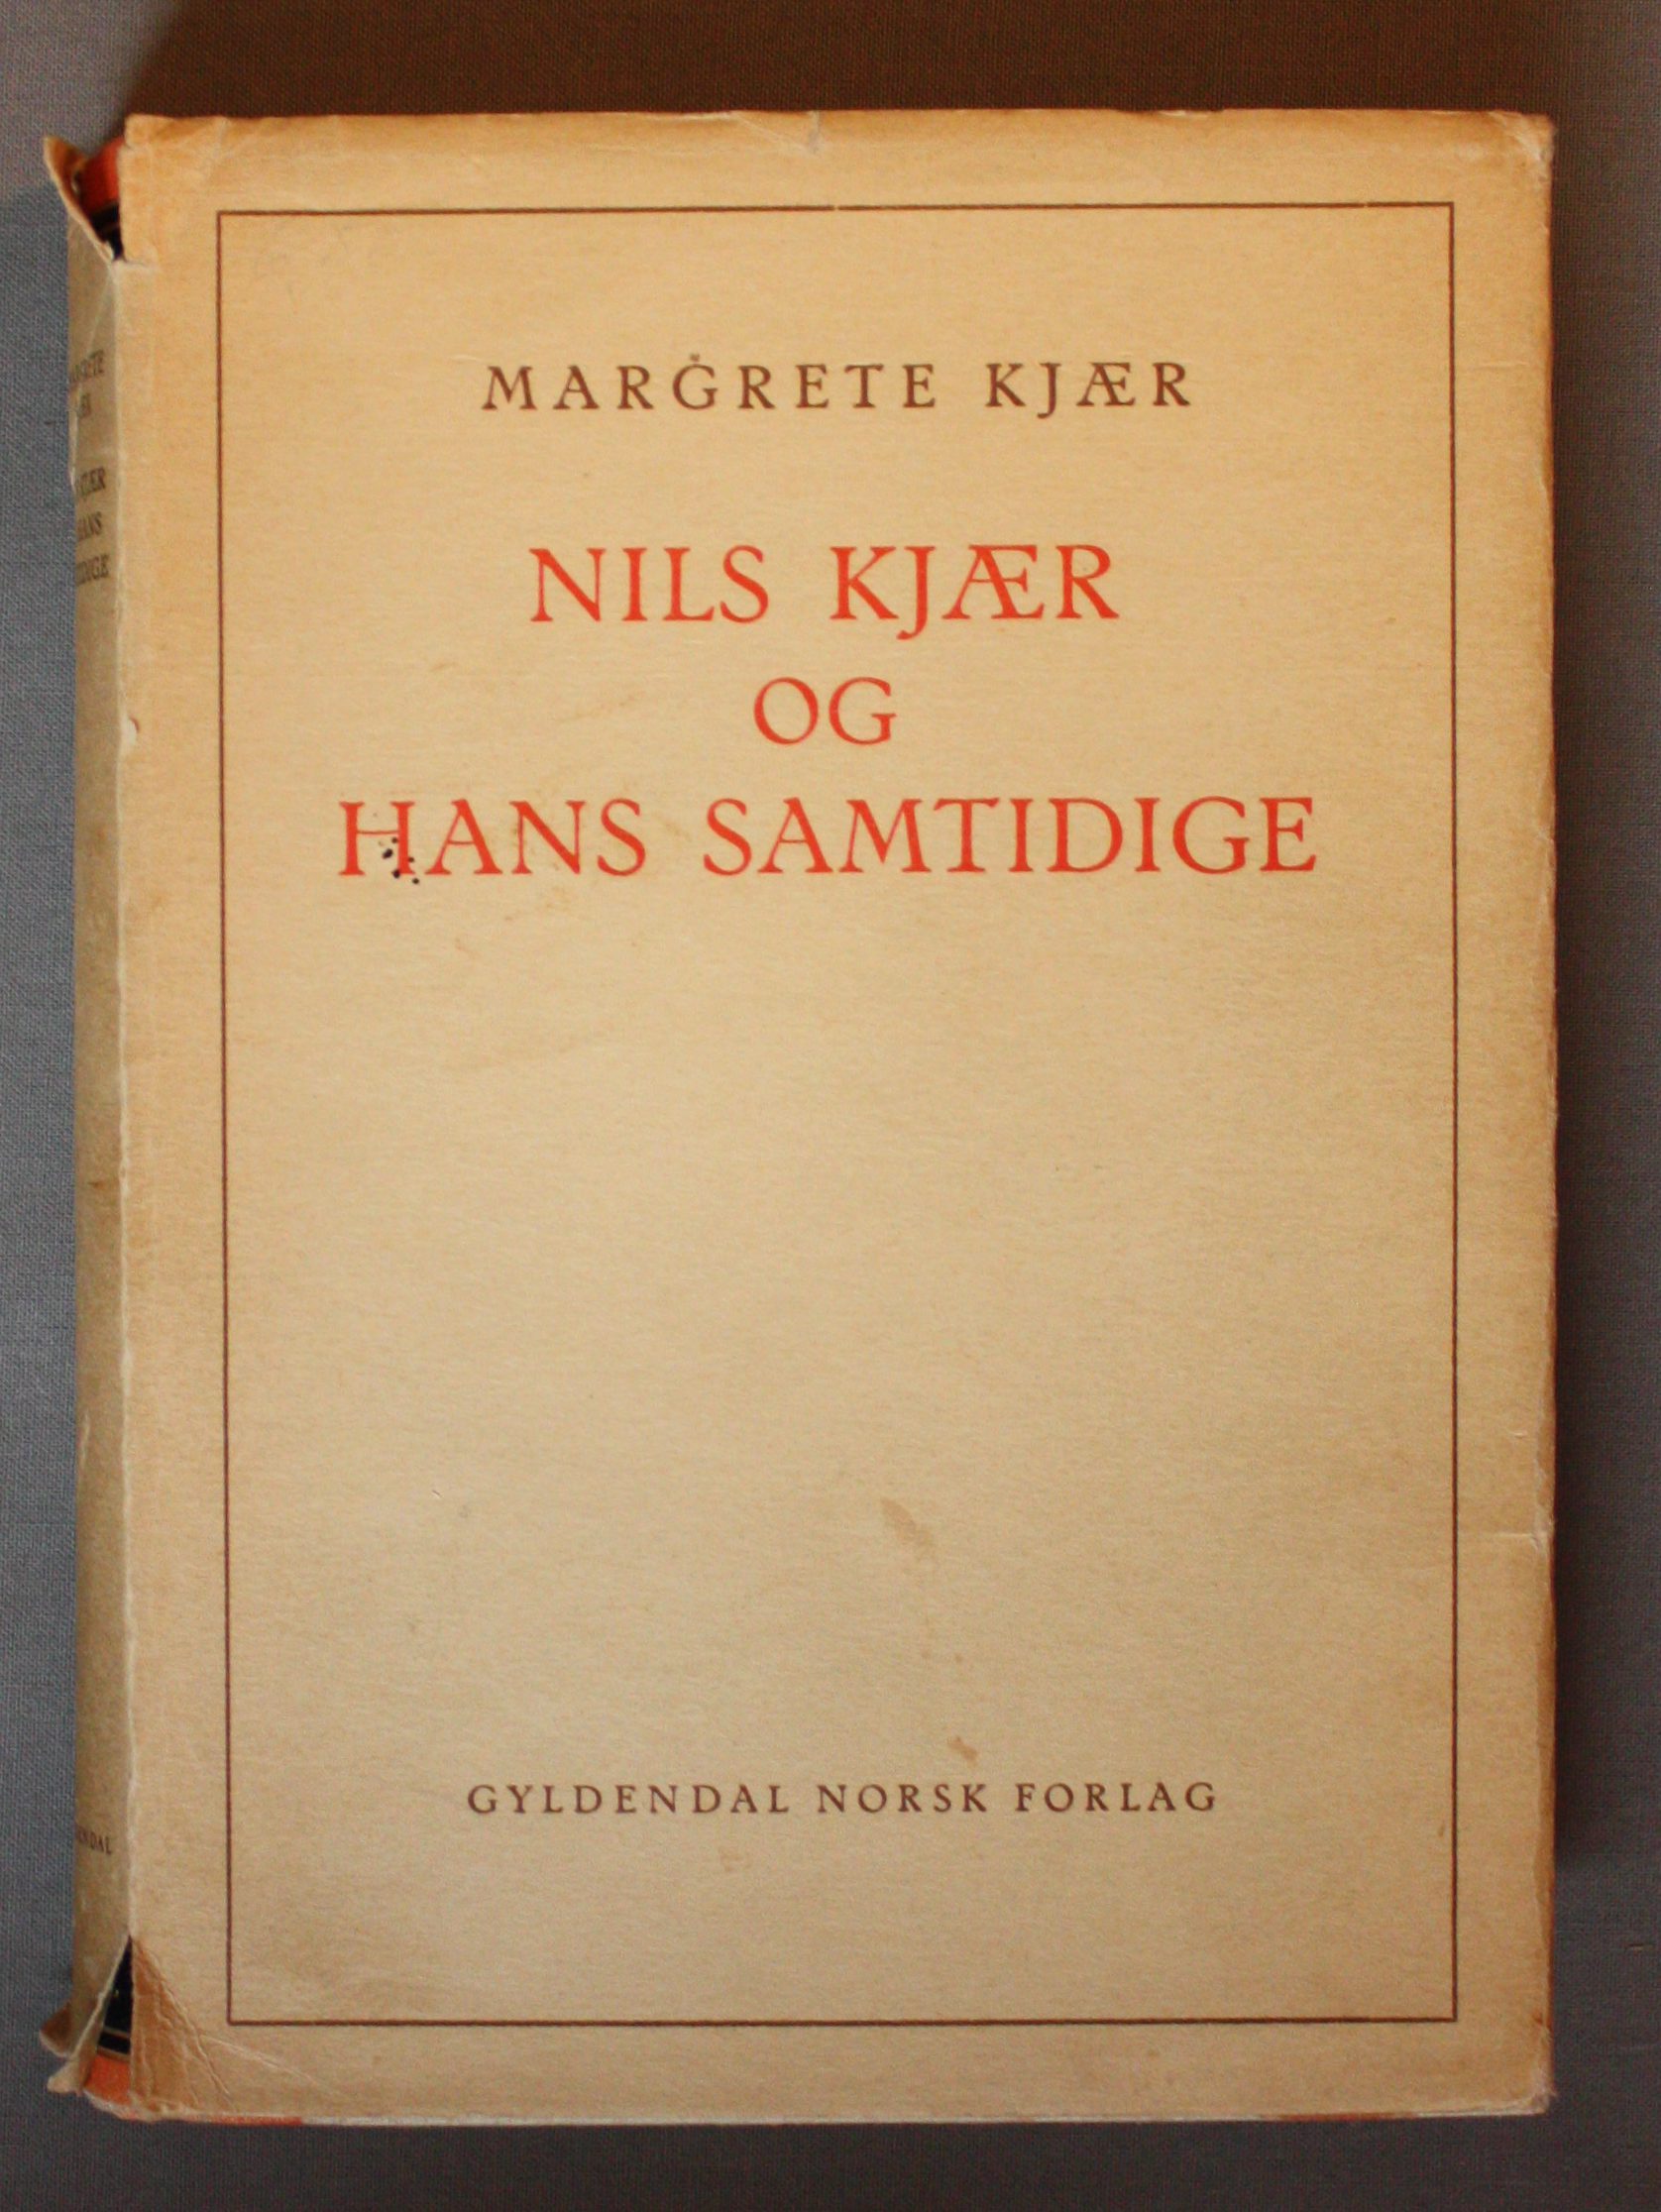 MARGRETE KJÆR
NILS KJÆR
OG
HANS SAMTIDIGE
GYLDENDAL NORSK FORLAG